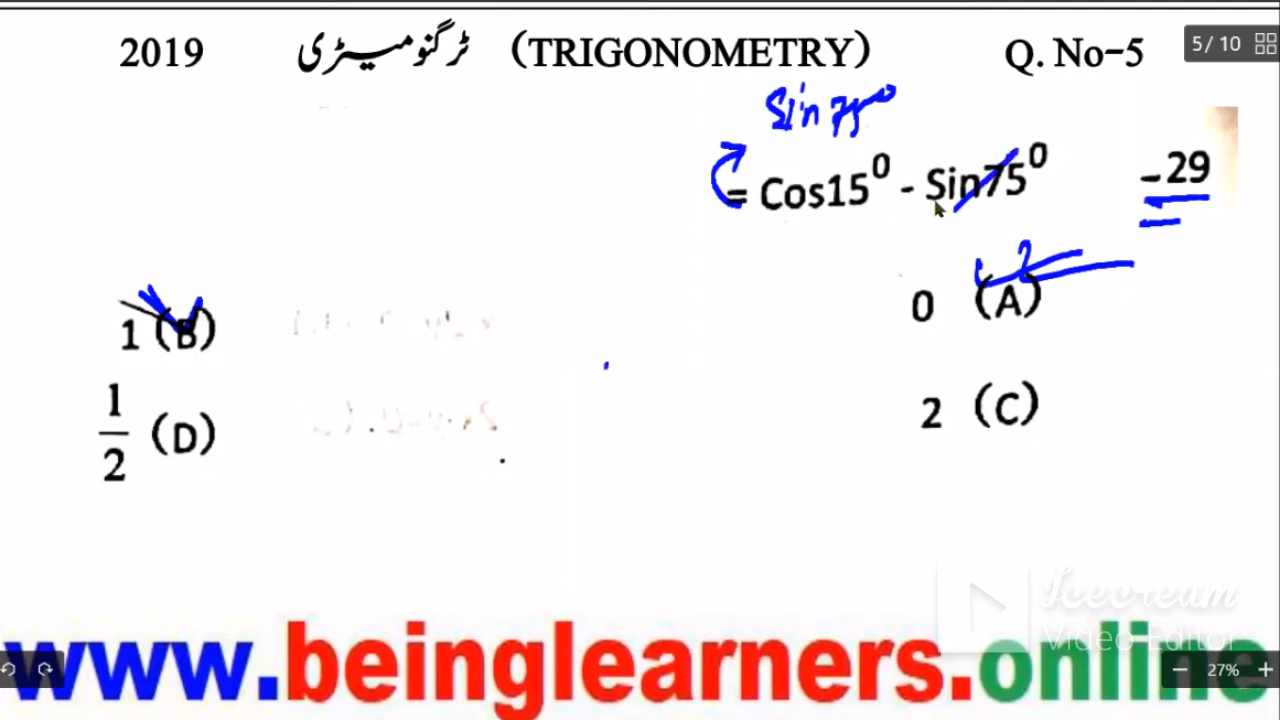 2019 ٹرگنومیٹری (TRIGONOMETRY) Q. No-5
5 / 10
Sin 75⁰
= Cos15⁰ - Sin75⁰ -29
0 (A)
1 (B)
2 (C)
1/2 (D)
Icecream
Video Editor
www.beinglearners.online
27%